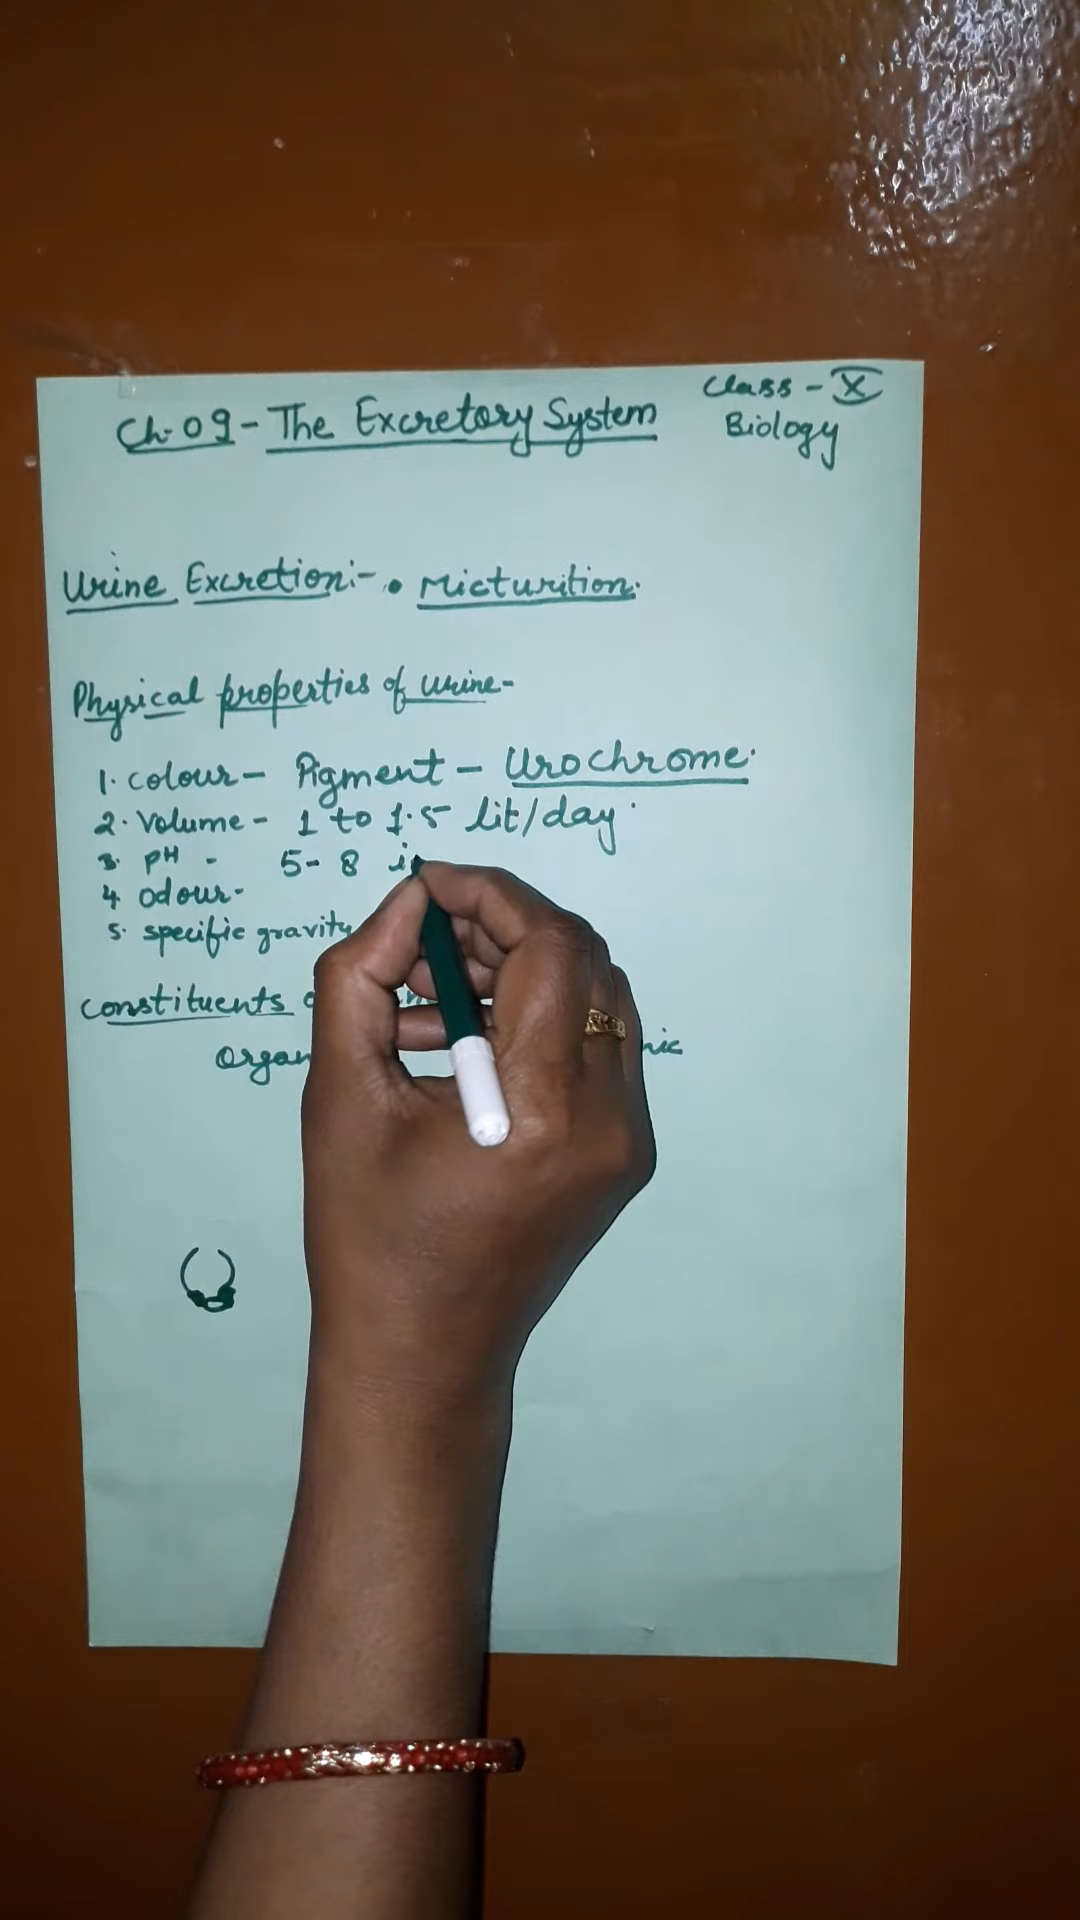 Ch.09 - The Excretory System
Class - X
Biology
Urine Excretion:- • Micturition.
Physical properties of urine-
1. colour - Pigment - Urochrome.
2. Volume - 1 to 1.5 lit/day.
3. pH - 5-8
4. odour-
5. specific gravity
Constituents